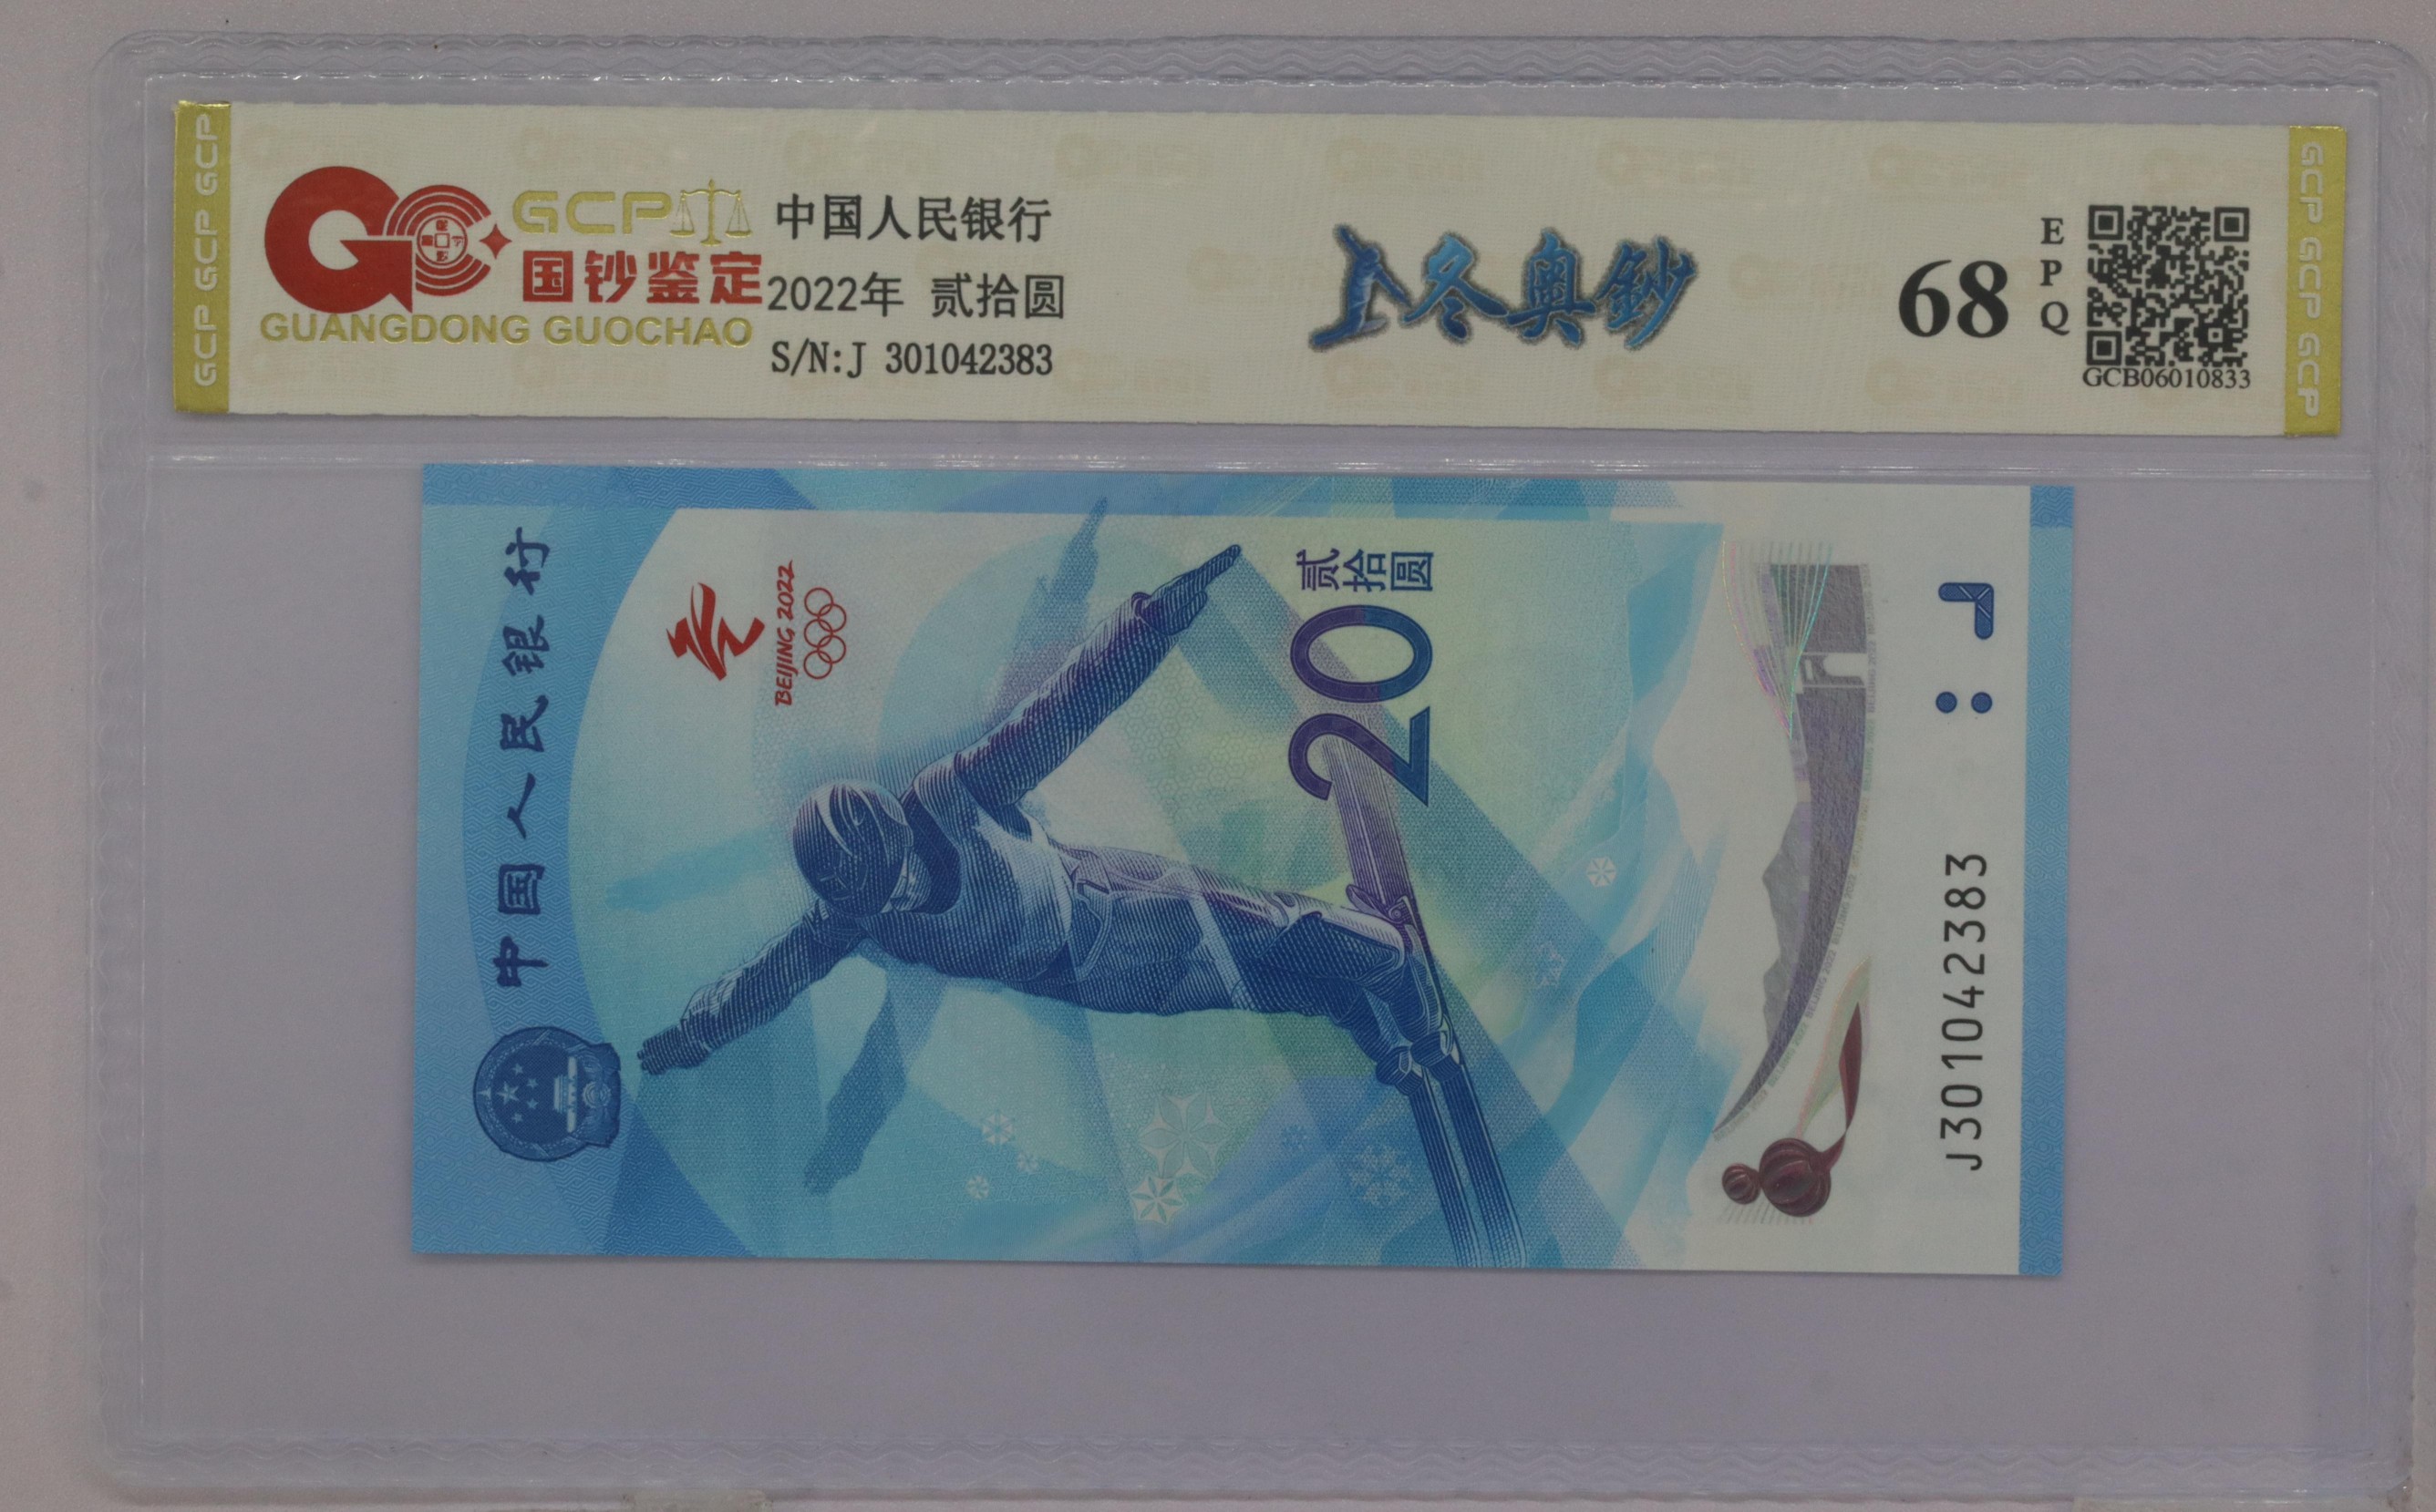 GCP GCP GCP
GCP
国钞鉴定
GUANGDONG GUOCHAO
中国人民银行
2022年 贰拾圆
S/N:J 301042383
冬奥鈔
68
EPQ
GCB06010833
GCP GCP GCP
中国人民银行
BEIJING 2022
贰拾圆
20
J301042383